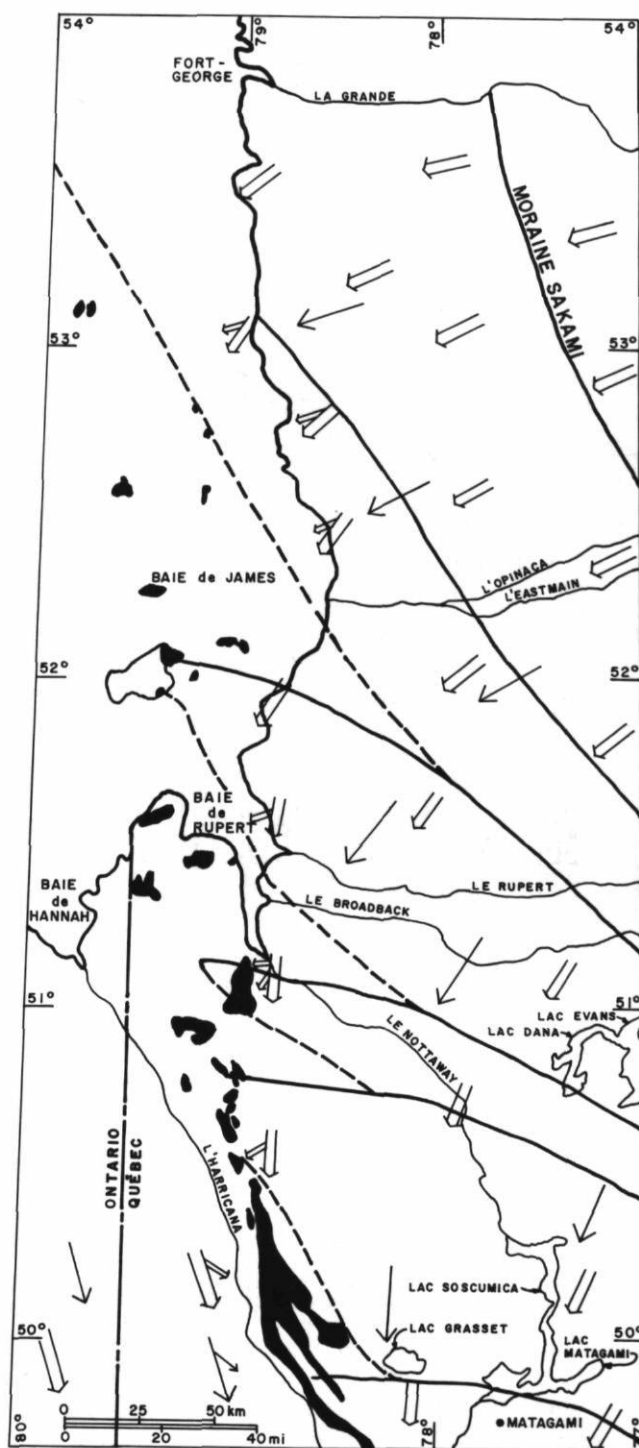 54°
79°
78°
54°
FORT-
GEORGE
LA GRANDE
MORAINE SAKAMI
53°
53°
BAIE de JAMES
L'OPINACA
L'EASTMAIN
52°
52°
BAIE
de
RUPERT
BAIE
de
HANNAH
LE RUPERT
LE BROADBACK
51°
51°
LAC EVANS
LAC DANA
LE NOTTAWAY
ONTARIO
QUÉBEC
L'HARRICANA
LAC SOSCUMICA
50°
50°
LAC GRASSET
LAC
MATAGAMI
0 25 50 km
0 20 40 mi
80°
78°
MATAGAMI